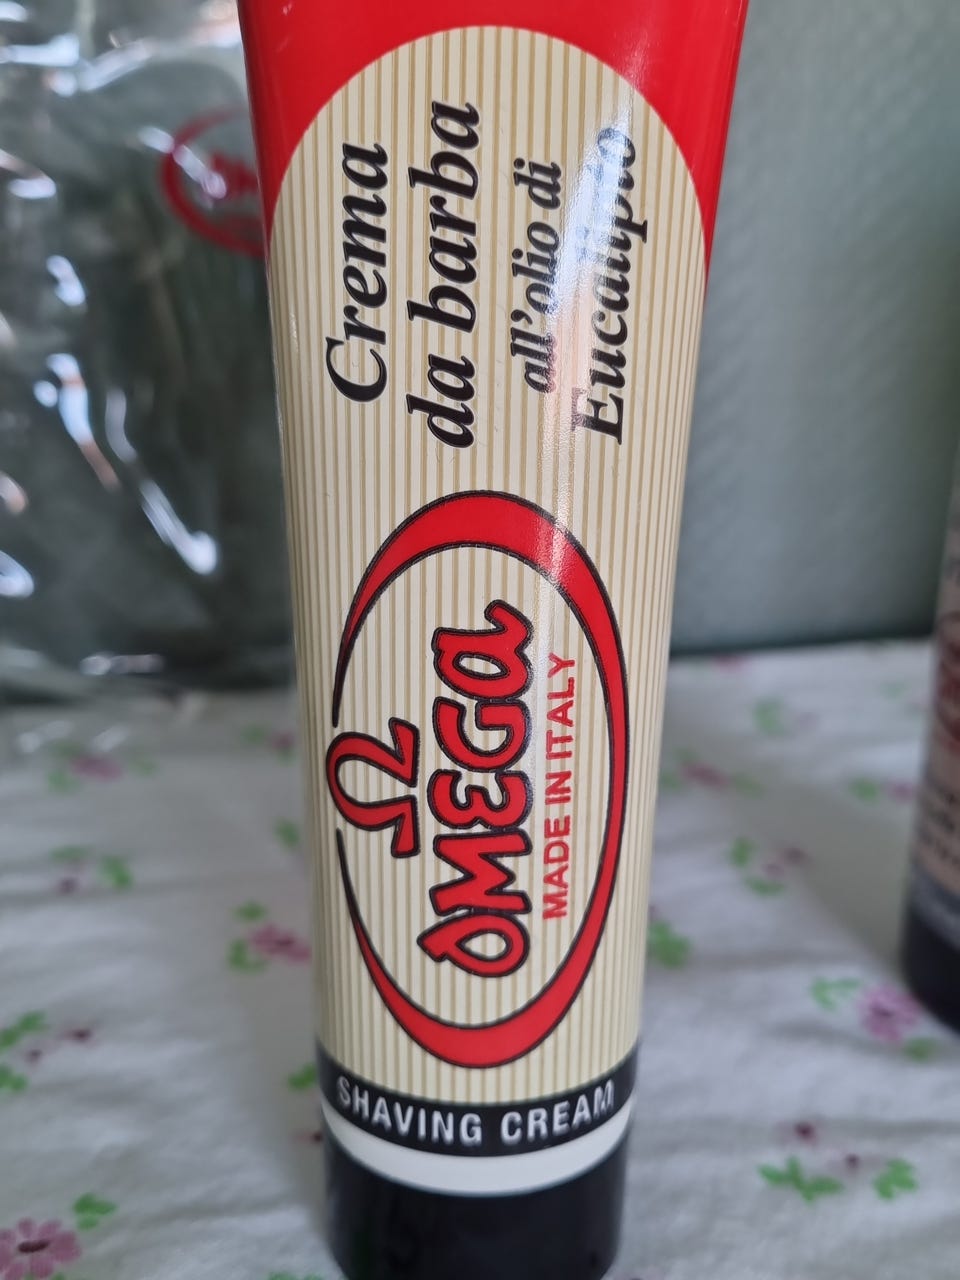 Crema
da barba
all'olio di
Eucalipto
Ω
OMEGA
MADE IN ITALY
SHAVING CREAM